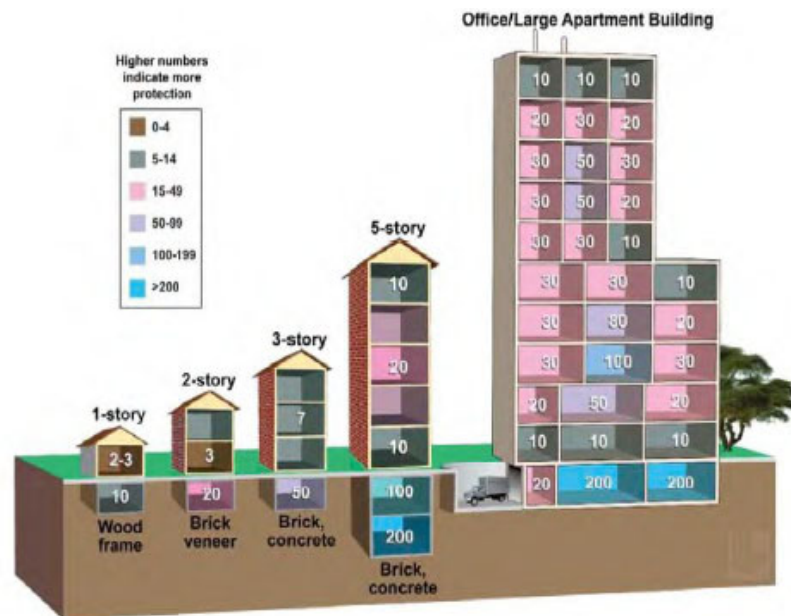 Office/Large Apartment Building
Higher numbers
indicate more
protection
0-4
5-14
15-49
50-99
100-199
>200
1-story
2-story
3-story
5-story
2-3
10
Wood
frame
3
20
Brick
veneer
7
50
Brick,
concrete
10
20
10
100
200
Brick,
concrete
10 10 10
20 30 20
30 50 30
30 50 20
30 30 10
30 30 10
30 80 20
30 100 30
20 50 20
10 10 10
20 200 200